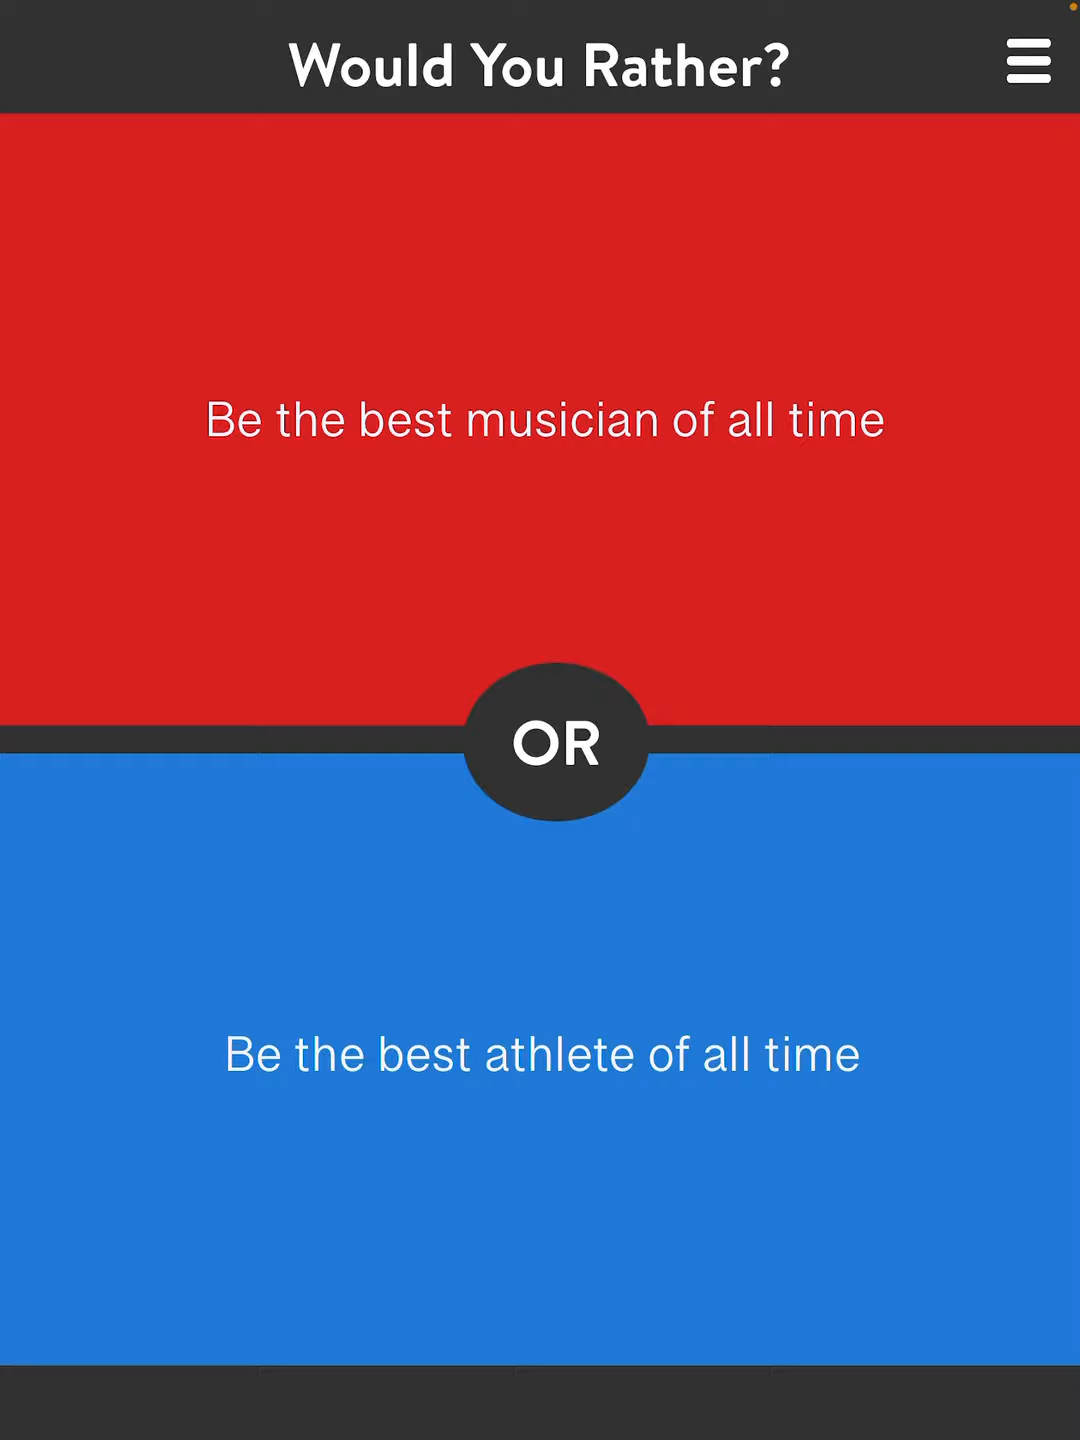 Would You Rather?
Be the best musician of all time
OR
Be the best athlete of all time